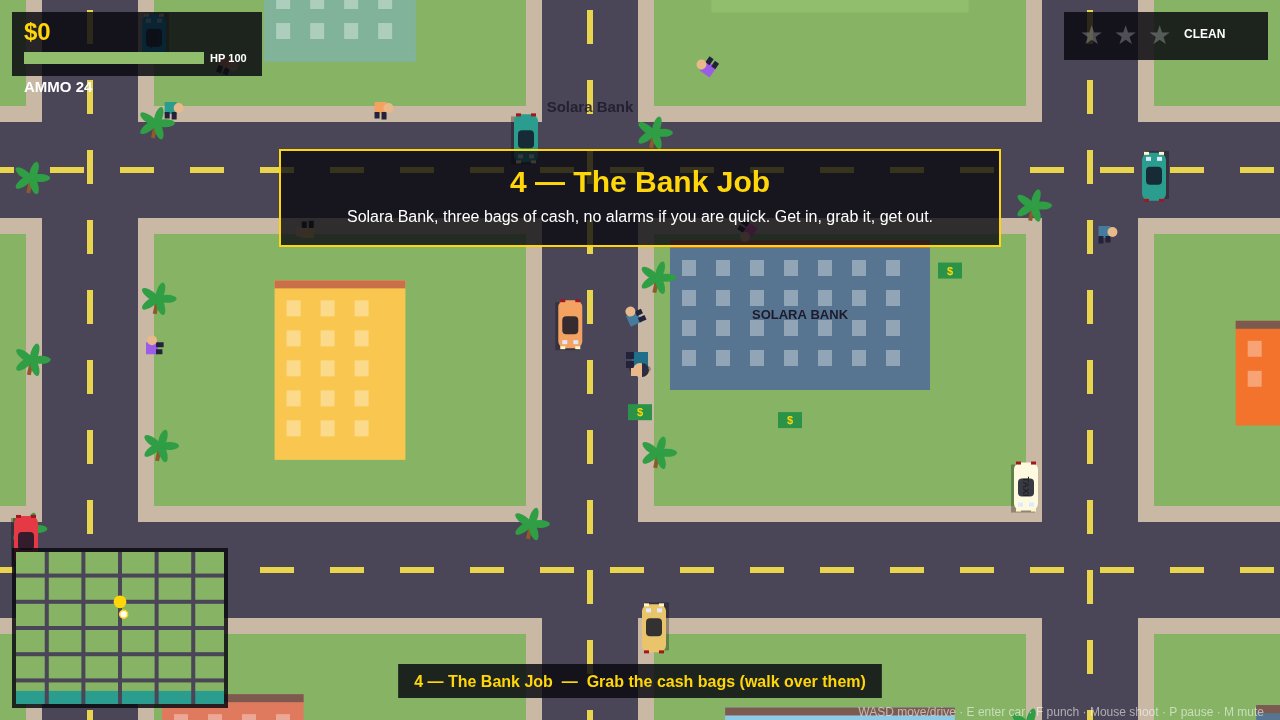 $0
HP 100
AMMO 24
★ ★ ★ CLEAN
Solara Bank
4 — The Bank Job
Solara Bank, three bags of cash, no alarms if you are quick. Get in, grab it, get out.
$
SOLARA BANK
$
$
4 — The Bank Job — Grab the cash bags (walk over them)
WASD move/drive · E enter car · F punch · Mouse shoot · P pause · M mute